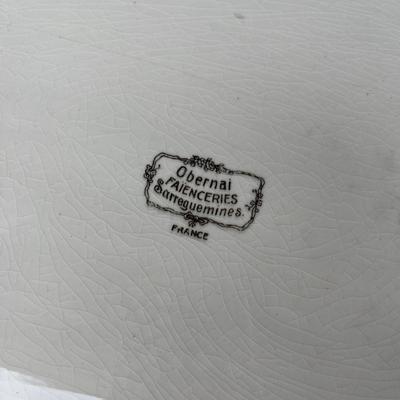 Obernai
FAIENCERIES
Sarreguemines.
FRANCE